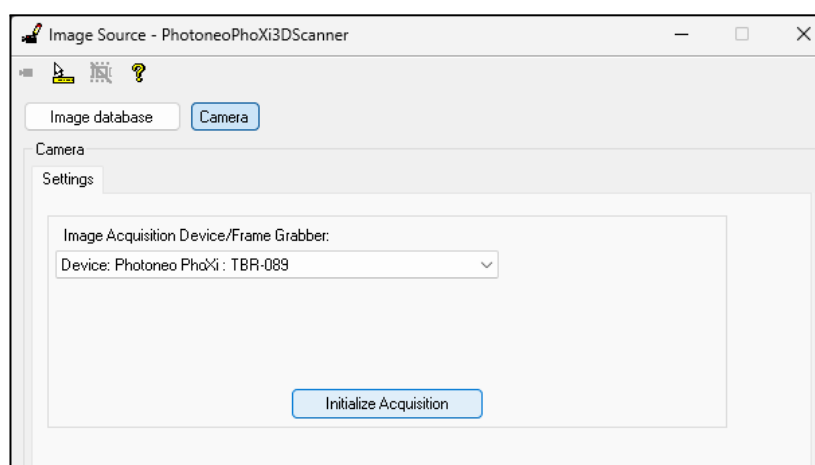 Image Source - PhotoneoPhoXi3DScanner
Image database
Camera
Camera
Settings
Image Acquisition Device/Frame Grabber:
Device: Photoneo PhoXi : TBR-089
Initialize Acquisition